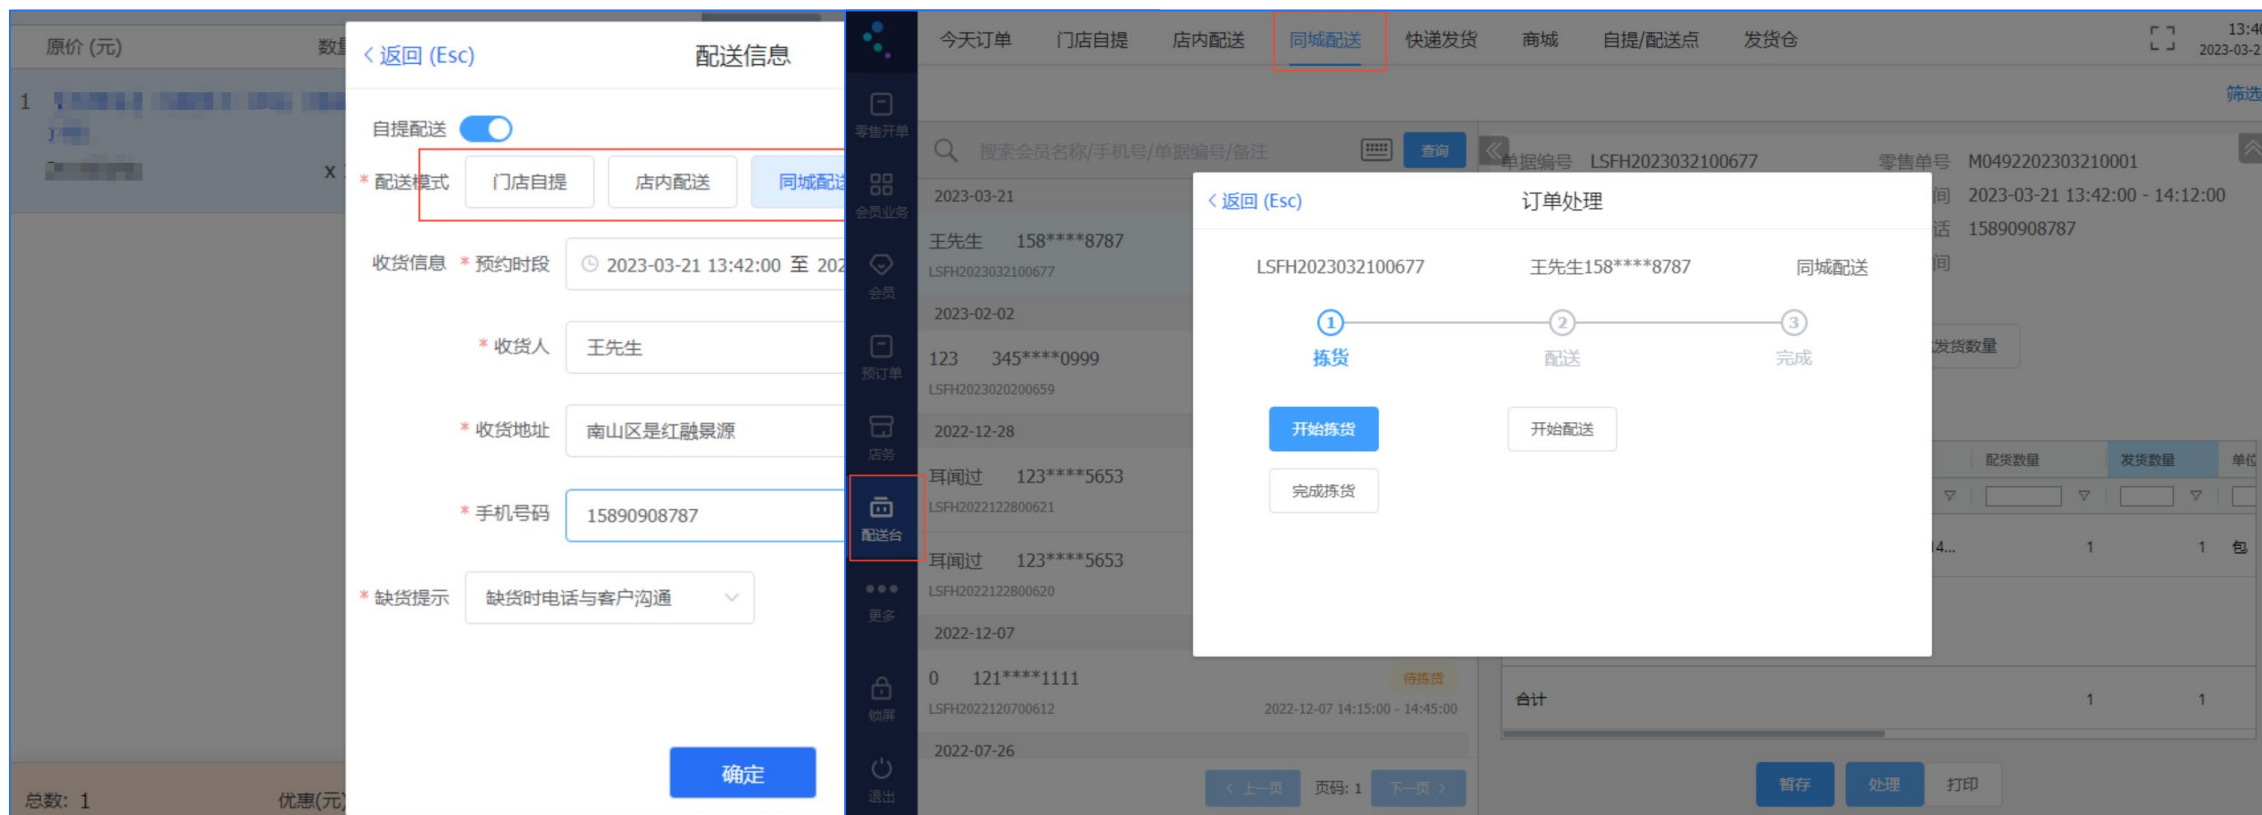 原价 (元)
数量
1
x
总数: 1
优惠(元)
< 返回 (Esc)
配送信息
自提配送
* 配送模式
门店自提
店内配送
同城配送
收货信息
* 预约时段
2023-03-21 13:42:00 至 202
* 收货人
王先生
* 收货地址
南山区是红融景源
* 手机号码
15890908787
* 缺货提示
缺货时电话与客户沟通
确定
零售开单
会员业务
会员
预订单
店务
配送台
更多
锁屏
退出
今天订单
门店自提
店内配送
同城配送
快递发货
商城
自提/配送点
发货仓
13:40
2023-03-2
筛选
搜索会员名称/手机号/单据编号/备注
查询
2023-03-21
王先生 158****8787
LSFH2023032100677
2023-02-02
123 345****0999
LSFH2023020200659
2022-12-28
耳闻过 123****5653
LSFH2022122800621
耳闻过 123****5653
LSFH2022122800620
2022-12-07
0 121****1111
待拣货
LSFH2022120700612
2022-12-07 14:15:00 - 14:45:00
2022-07-26
< 上一页
页码: 1
下一页 >
单据编号 LSFH2023032100677
零售单号 M0492202303210001
间 2023-03-21 13:42:00 - 14:12:00
话 15890908787
间
发货数量
< 返回 (Esc)
订单处理
LSFH2023032100677
王先生158****8787
同城配送
1
2
3
拣货
配送
完成
开始拣货
开始配送
完成拣货
配货数量
发货数量
单位
14...
1
1
包
合计
1
1
暂存
处理
打印